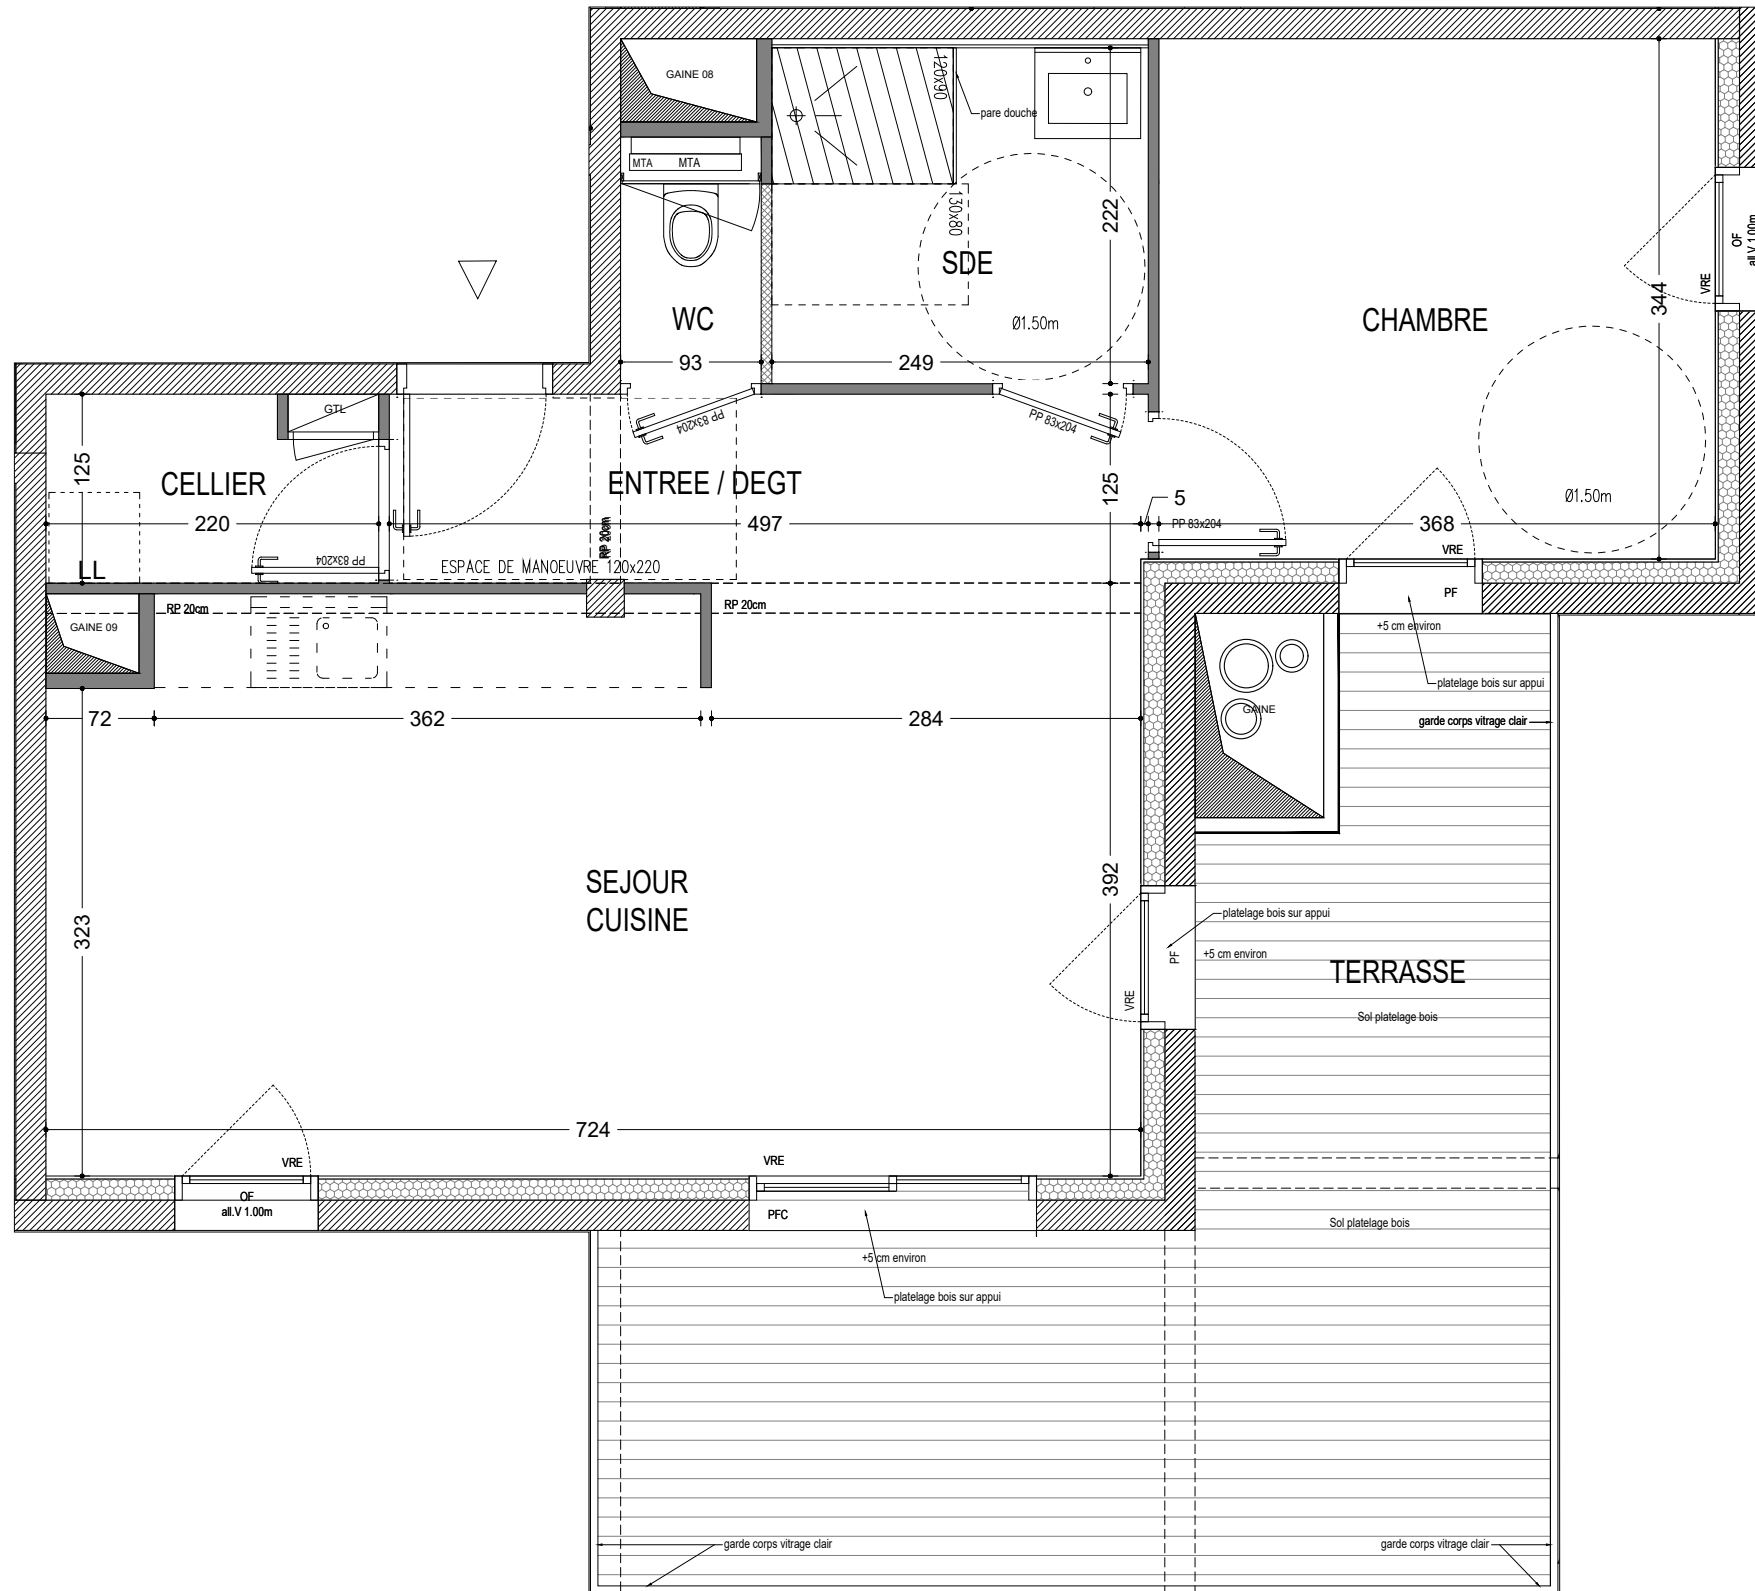 GAINE 08
120x90
pare douche
MTA
MTA
130x80
222
SDE
WC
Ø1.50m
93
249
CHAMBRE
344
VRE
OF
all.V 1.00m
GTL
PP 83x204
PP 83x204
125
CELLIER
220
ENTREE / DEGT
497
125
5
PP 83x204
368
Ø1.50m
VRE
PP 83x204
RP 20cm
ESPACE DE MANOEUVRE 120x220
LL
PF
GAINE 09
RP 20cm
RP 20cm
+5 cm environ
platelage bois sur appui
GAINE
garde corps vitrage clair
72
362
284
SEJOUR
CUISINE
392
323
platelage bois sur appui
PF
+5 cm environ
TERRASSE
VRE
Sol platelage bois
724
VRE
VRE
OF
all.V 1.00m
PFC
Sol platelage bois
+5 cm environ
platelage bois sur appui
garde corps vitrage clair
garde corps vitrage clair